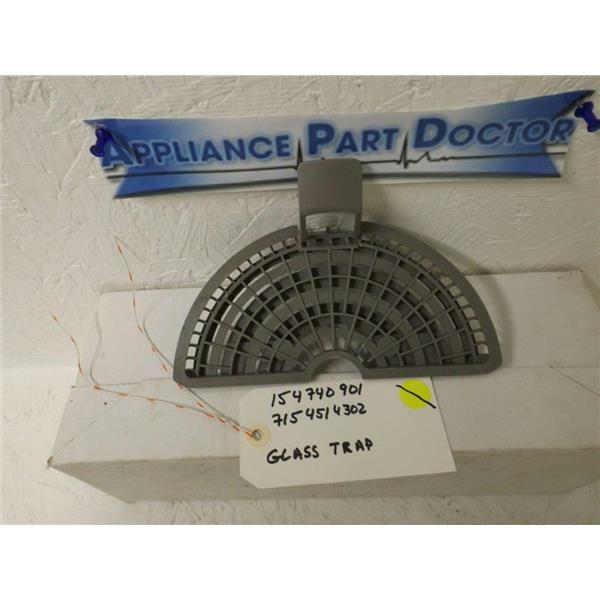 APPLIANCE PART DOCTOR
154740901
7154514302
GLASS TRAP